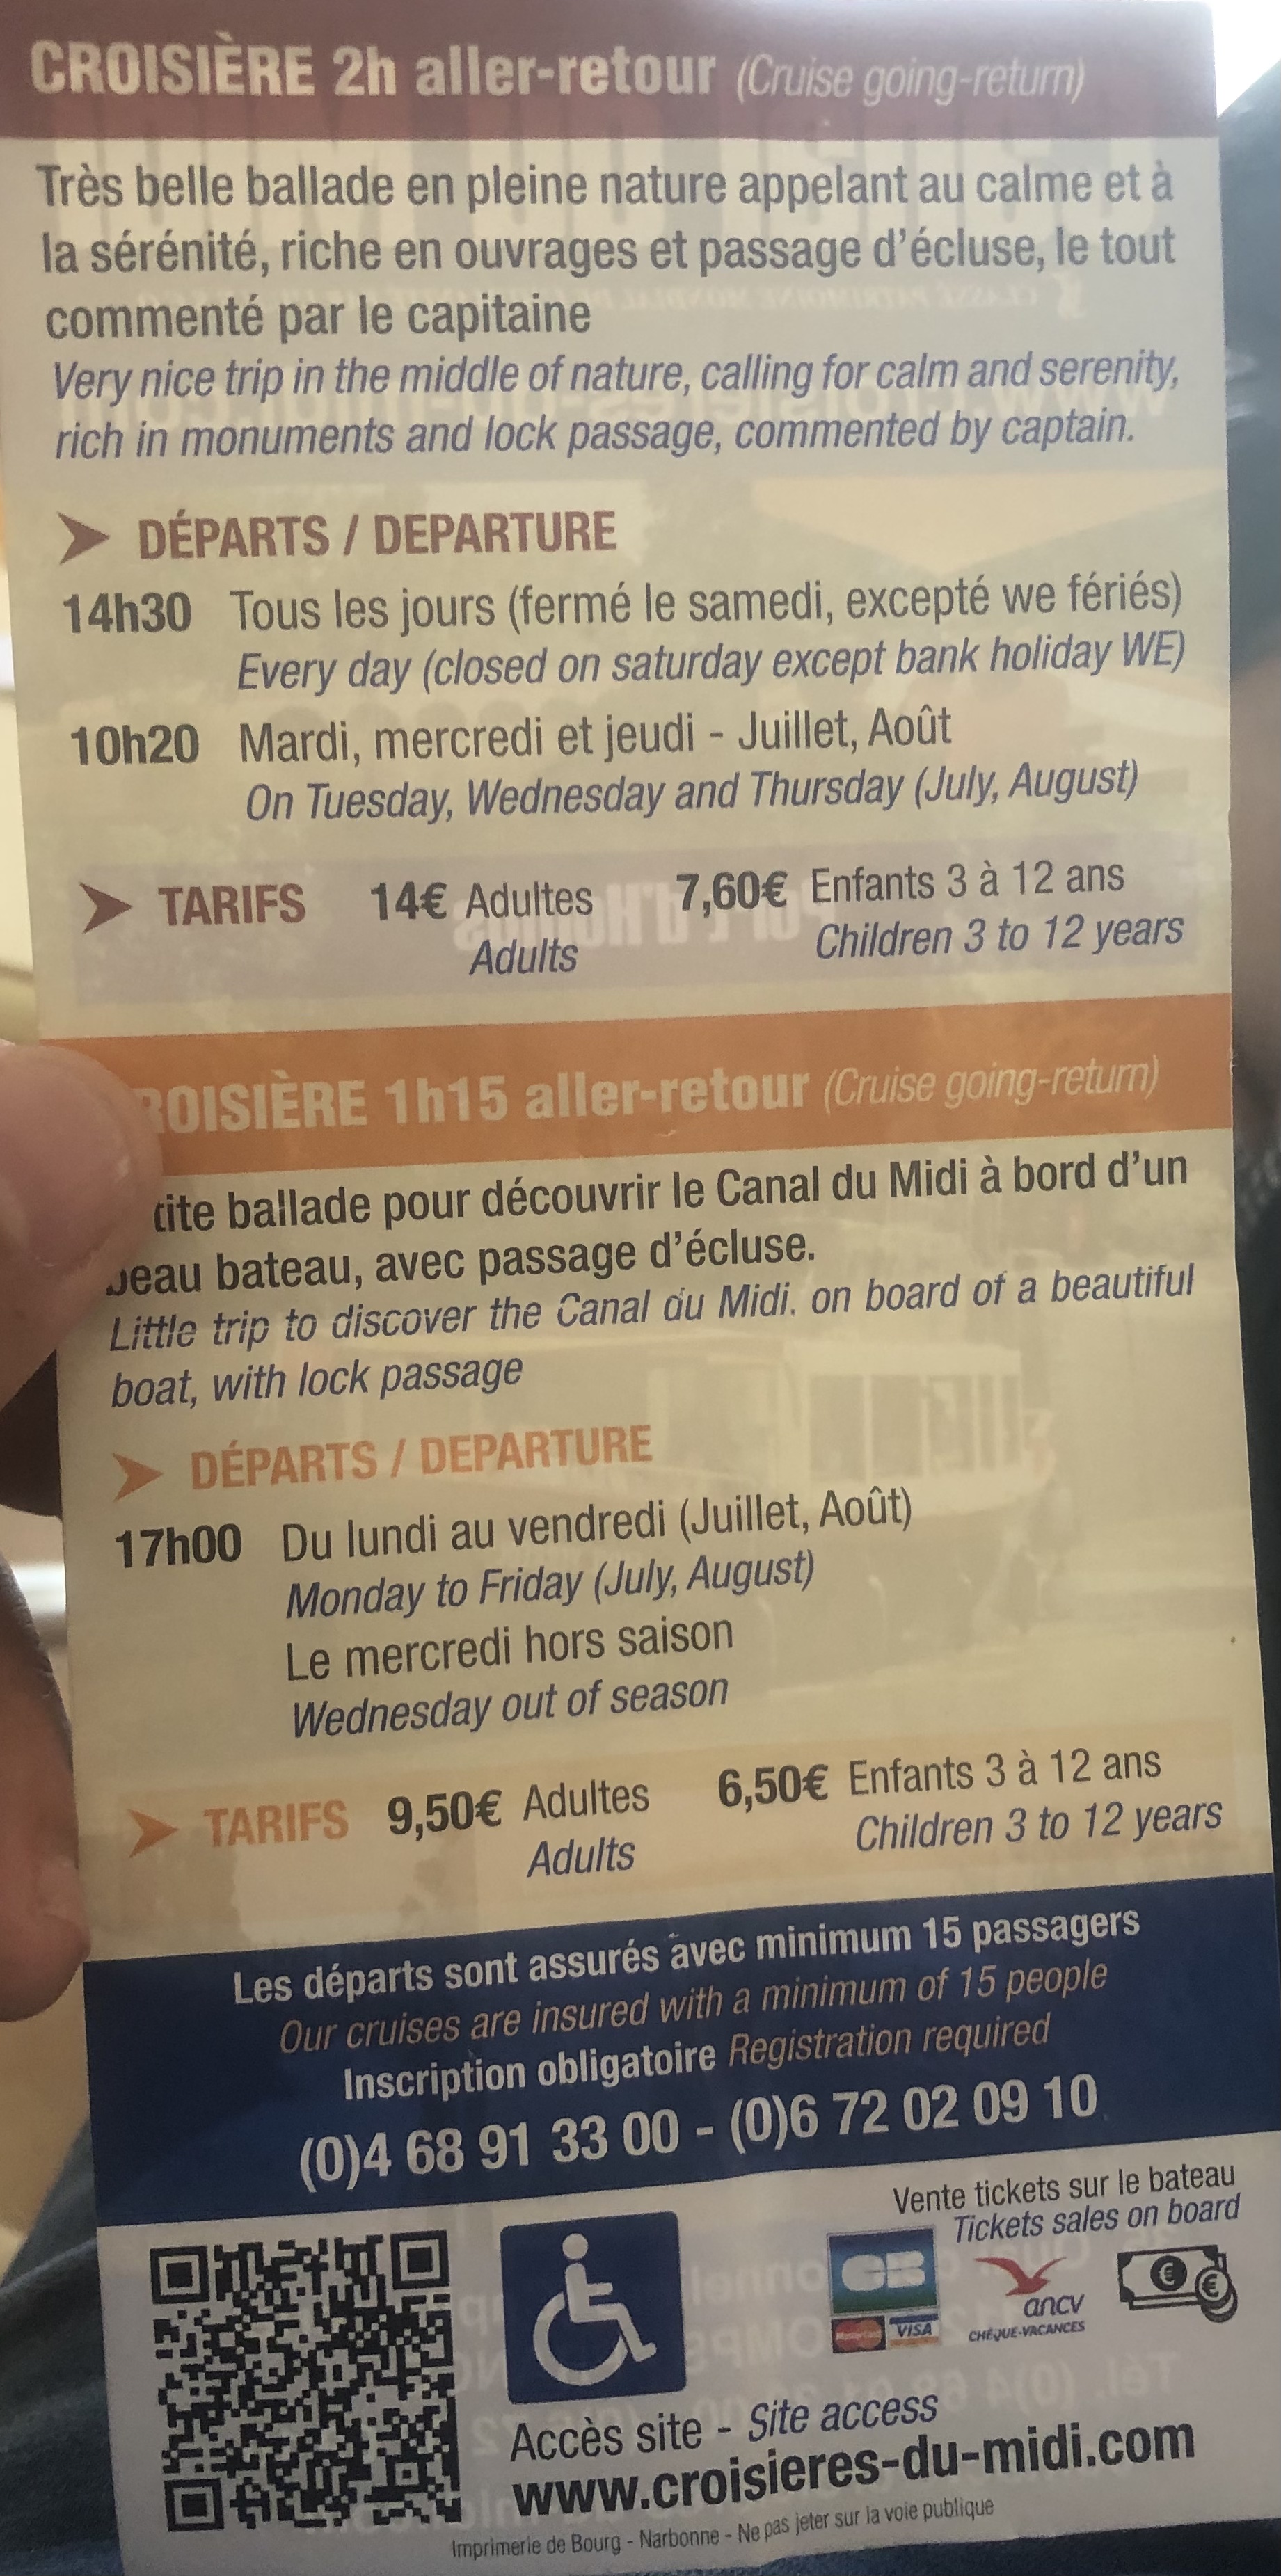 CROISIÈRE 2h aller-retour (Cruise going-return)
Très belle ballade en pleine nature appelant au calme et à
la sérénité, riche en ouvrages et passage d'écluse, le tout
commenté par le capitaine
Very nice trip in the middle of nature, calling for calm and serenity,
rich in monuments and lock passage, commented by captain.
DÉPARTS / DEPARTURE
14h30 Tous les jours (fermé le samedi, excepté we fériés)
Every day (closed on saturday except bank holiday WE)
10h20 Mardi, mercredi et jeudi - Juillet, Août
On Tuesday, Wednesday and Thursday (July, August)
TARIFS 14€ Adultes 7,60€ Enfants 3 à 12 ans
Adults Children 3 to 12 years
ROISIÈRE 1h15 aller-retour (Cruise going-return)
tite ballade pour découvrir le Canal du Midi à bord d'un
beau bateau, avec passage d'écluse.
Little trip to discover the Canal du Midi. on board of a beautiful
boat, with lock passage
DÉPARTS / DEPARTURE
17h00 Du lundi au vendredi (Juillet, Août)
Monday to Friday (July, August)
Le mercredi hors saison
Wednesday out of season
TARIFS 9,50€ Adultes 6,50€ Enfants 3 à 12 ans
Adults Children 3 to 12 years
Les départs sont assurés avec minimum 15 passagers
Our cruises are insured with a minimum of 15 people
Inscription obligatoire Registration required
(0)4 68 91 33 00 - (0)6 72 02 09 10
Vente tickets sur le bateau
Tickets sales on board
CB
MasterCard VISA
ancv
CHÈQUE-VACANCES
Accès site - Site access
www.croisieres-du-midi.com
Imprimerie de Bourg - Narbonne - Ne pas jeter sur la voie publique